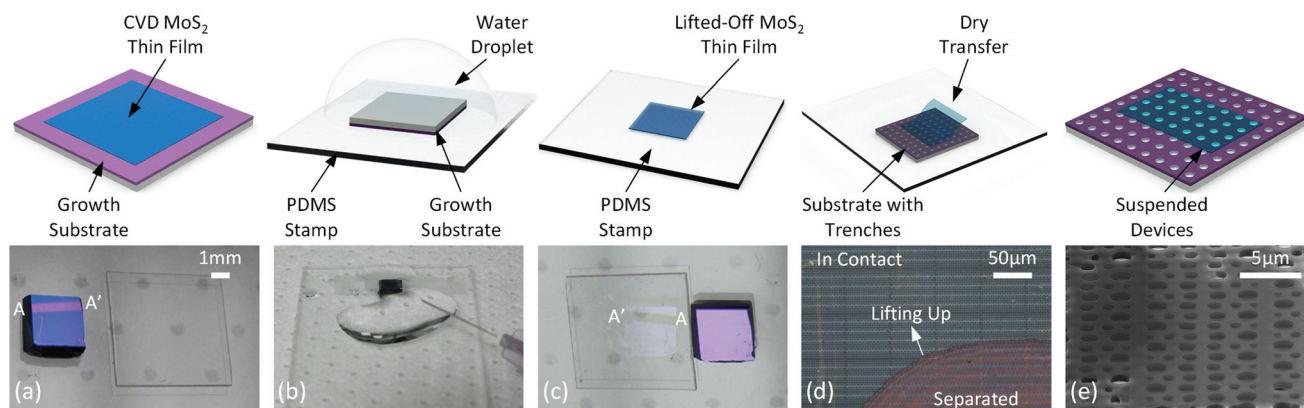 CVD MoS₂
Thin Film
Growth
Substrate
Water
Droplet
PDMS
Stamp
Growth
Substrate
Lifted-Off MoS₂
Thin Film
PDMS
Stamp
Dry
Transfer
Substrate with
Trenches
Suspended
Devices
1mm
A
A'
(a)
(b)
A'
A
(c)
In Contact
50μm
Lifting Up
Separated
(d)
5μm
(e)